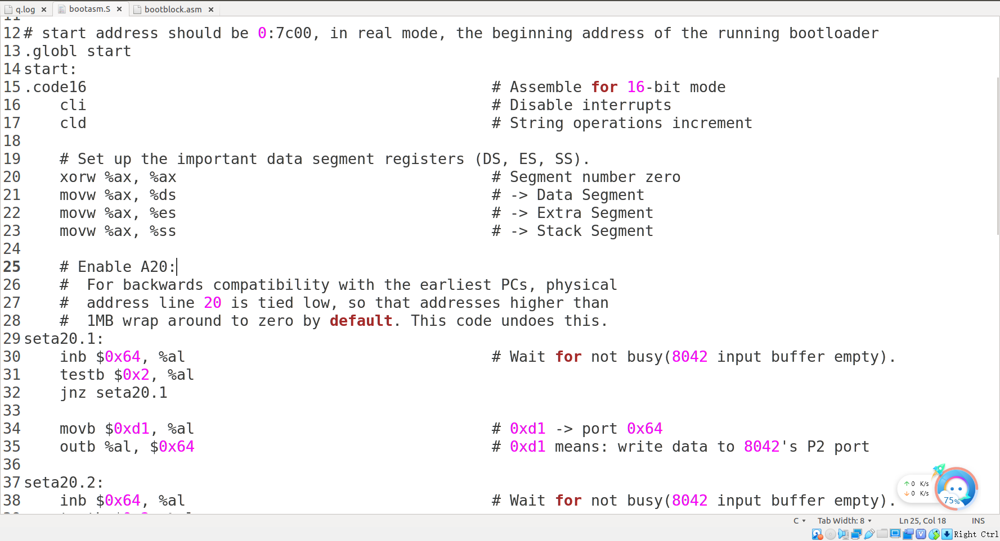 q.log × bootasm.S × bootblock.asm ×
11
12 # start address should be 0:7c00, in real mode, the beginning address of the running bootloader
13 .globl start
14 start:
15 .code16                                             # Assemble for 16-bit mode
16     cli                                             # Disable interrupts
17     cld                                             # String operations increment
18
19     # Set up the important data segment registers (DS, ES, SS).
20     xorw %ax, %ax                                   # Segment number zero
21     movw %ax, %ds                                   # -> Data Segment
22     movw %ax, %es                                   # -> Extra Segment
23     movw %ax, %ss                                   # -> Stack Segment
24
25     # Enable A20:
26     #  For backwards compatibility with the earliest PCs, physical
27     #  address line 20 is tied low, so that addresses higher than
28     #  1MB wrap around to zero by default. This code undoes this.
29 seta20.1:
30     inb $0x64, %al                                  # Wait for not busy(8042 input buffer empty).
31     testb $0x2, %al
32     jnz seta20.1
33
34     movb $0xd1, %al                                 # 0xd1 -> port 0x64
35     outb %al, $0x64                                 # 0xd1 means: write data to 8042's P2 port
36
37 seta20.2:
38     inb $0x64, %al                                  # Wait for not busy(8042 input buffer empty).
↑ 0 K/s
↓ 0 K/s
75%
C Tab Width: 8 Ln 25, Col 18 INS
Right Ctrl